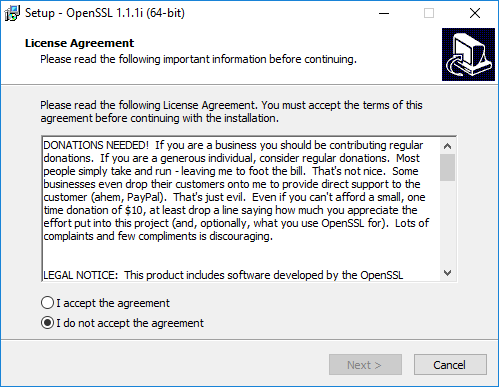 Setup - OpenSSL 1.1.1i (64-bit)
License Agreement
Please read the following important information before continuing.
Please read the following License Agreement. You must accept the terms of this
agreement before continuing with the installation.
DONATIONS NEEDED!  If you are a business you should be contributing regular
donations.  If you are a generous individual, consider regular donations.  Most
people simply take and run - leaving me to foot the bill.  That's not nice.  Some
businesses even drop their customers onto me to provide direct support to the
customer (ahem, PayPal).  That's just evil.  Even if you can't afford a small, one
time donation of $10, at least drop a line saying how much you appreciate the
effort put into this project (and, optionally, what you use OpenSSL for).  Lots of
complaints and few compliments is discouraging.
LEGAL NOTICE:  This product includes software developed by the OpenSSL
I accept the agreement
I do not accept the agreement
Next >
Cancel